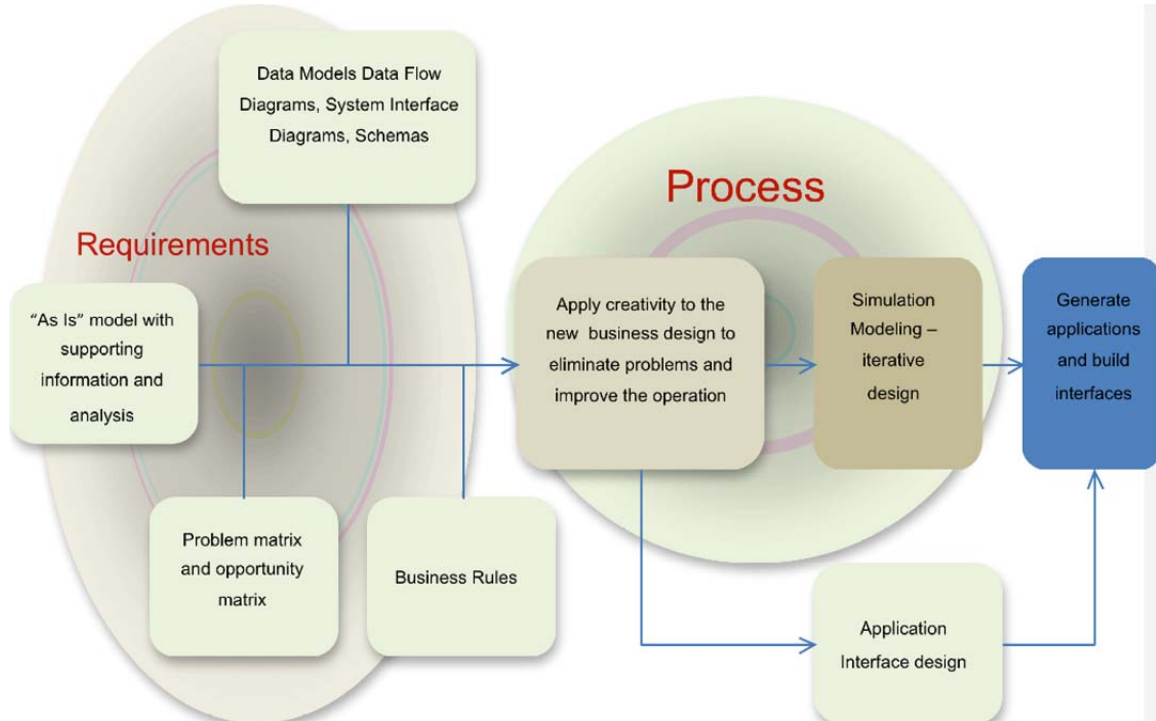 Data Models Data Flow
Diagrams, System Interface
Diagrams, Schemas
Requirements
“As Is” model with
supporting
information and
analysis
Problem matrix
and opportunity
matrix
Business Rules
Process
Apply creativity to the
new business design to
eliminate problems and
improve the operation
Simulation
Modeling –
iterative
design
Generate
applications
and build
interfaces
Application
Interface design